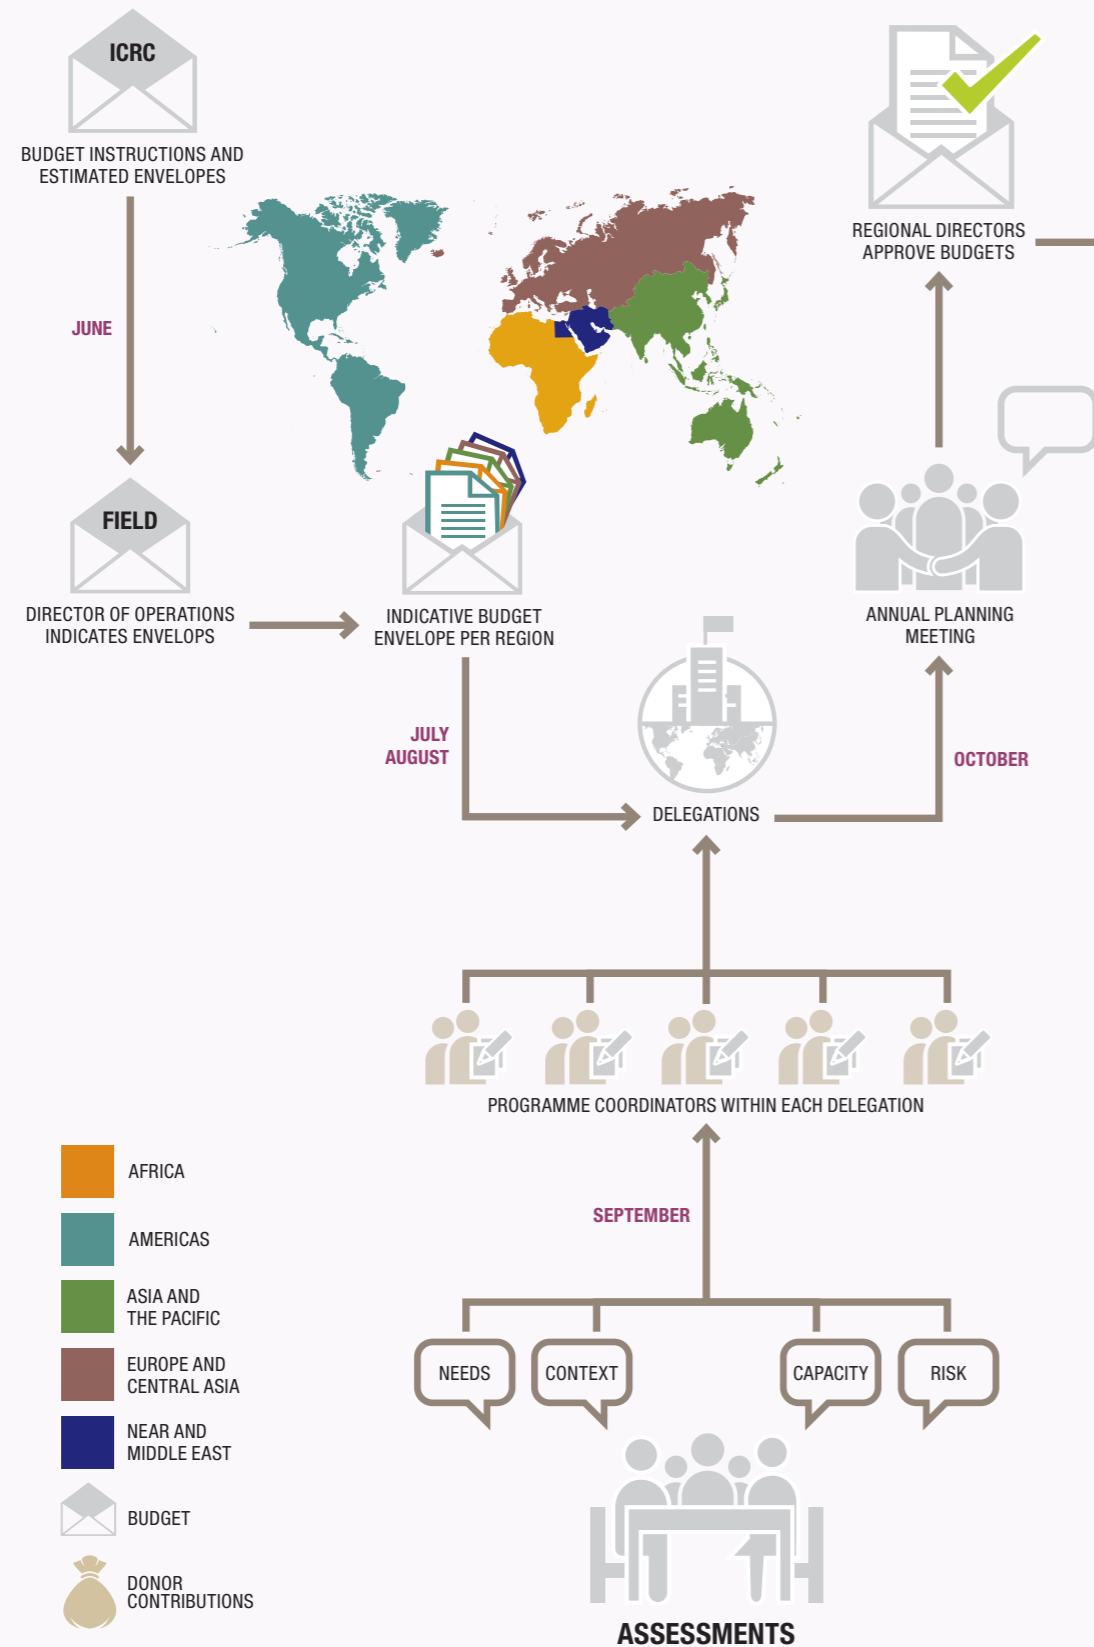 ICRC
BUDGET INSTRUCTIONS AND
ESTIMATED ENVELOPES
JUNE
FIELD
DIRECTOR OF OPERATIONS
INDICATES ENVELOPS
INDICATIVE BUDGET
ENVELOPE PER REGION
JULY
AUGUST
DELEGATIONS
REGIONAL DIRECTORS
APPROVE BUDGETS
ANNUAL PLANNING
MEETING
OCTOBER
PROGRAMME COORDINATORS WITHIN EACH DELEGATION
SEPTEMBER
NEEDS
CONTEXT
CAPACITY
RISK
ASSESSMENTS
AFRICA
AMERICAS
ASIA AND
THE PACIFIC
EUROPE AND
CENTRAL ASIA
NEAR AND
MIDDLE EAST
BUDGET
DONOR
CONTRIBUTIONS